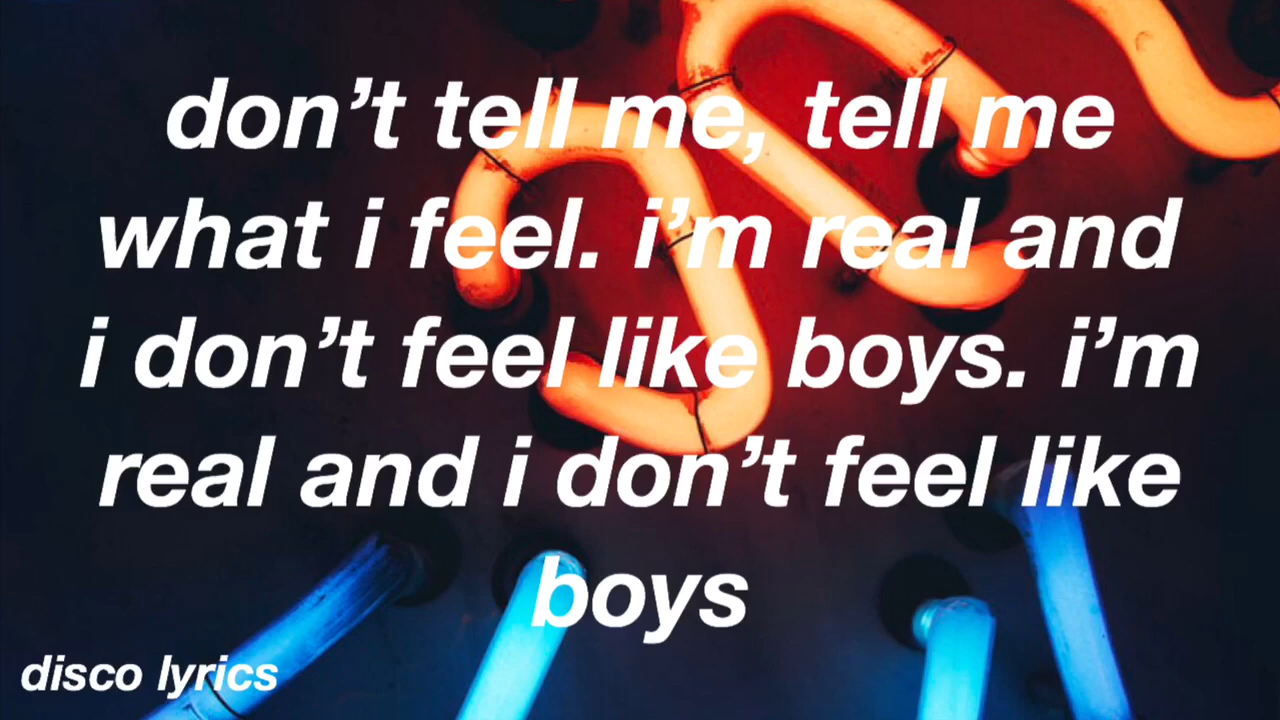 don’t tell me, tell me
what i feel. i’m real and
i don’t feel like boys. i’m
real and i don’t feel like
boys
disco lyrics